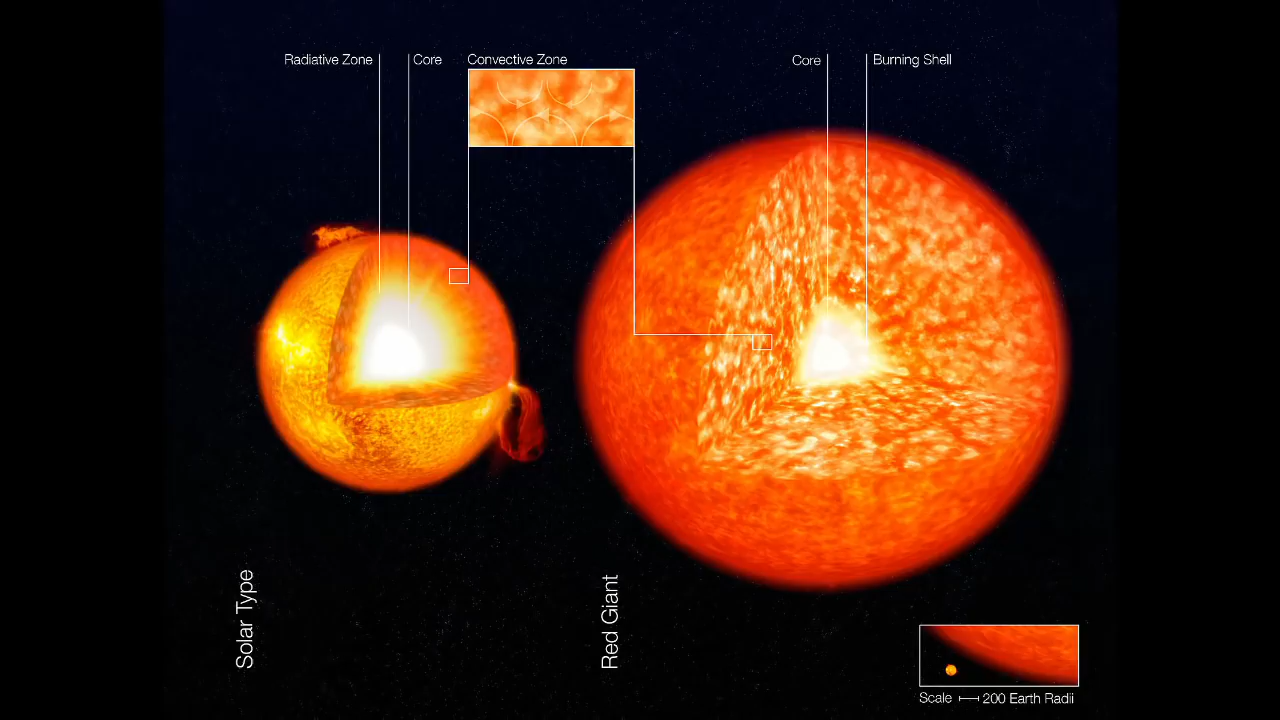 Radiative Zone
Core
Convective Zone
Core
Burning Shell
Solar Type
Red Giant
Scale 200 Earth Radii